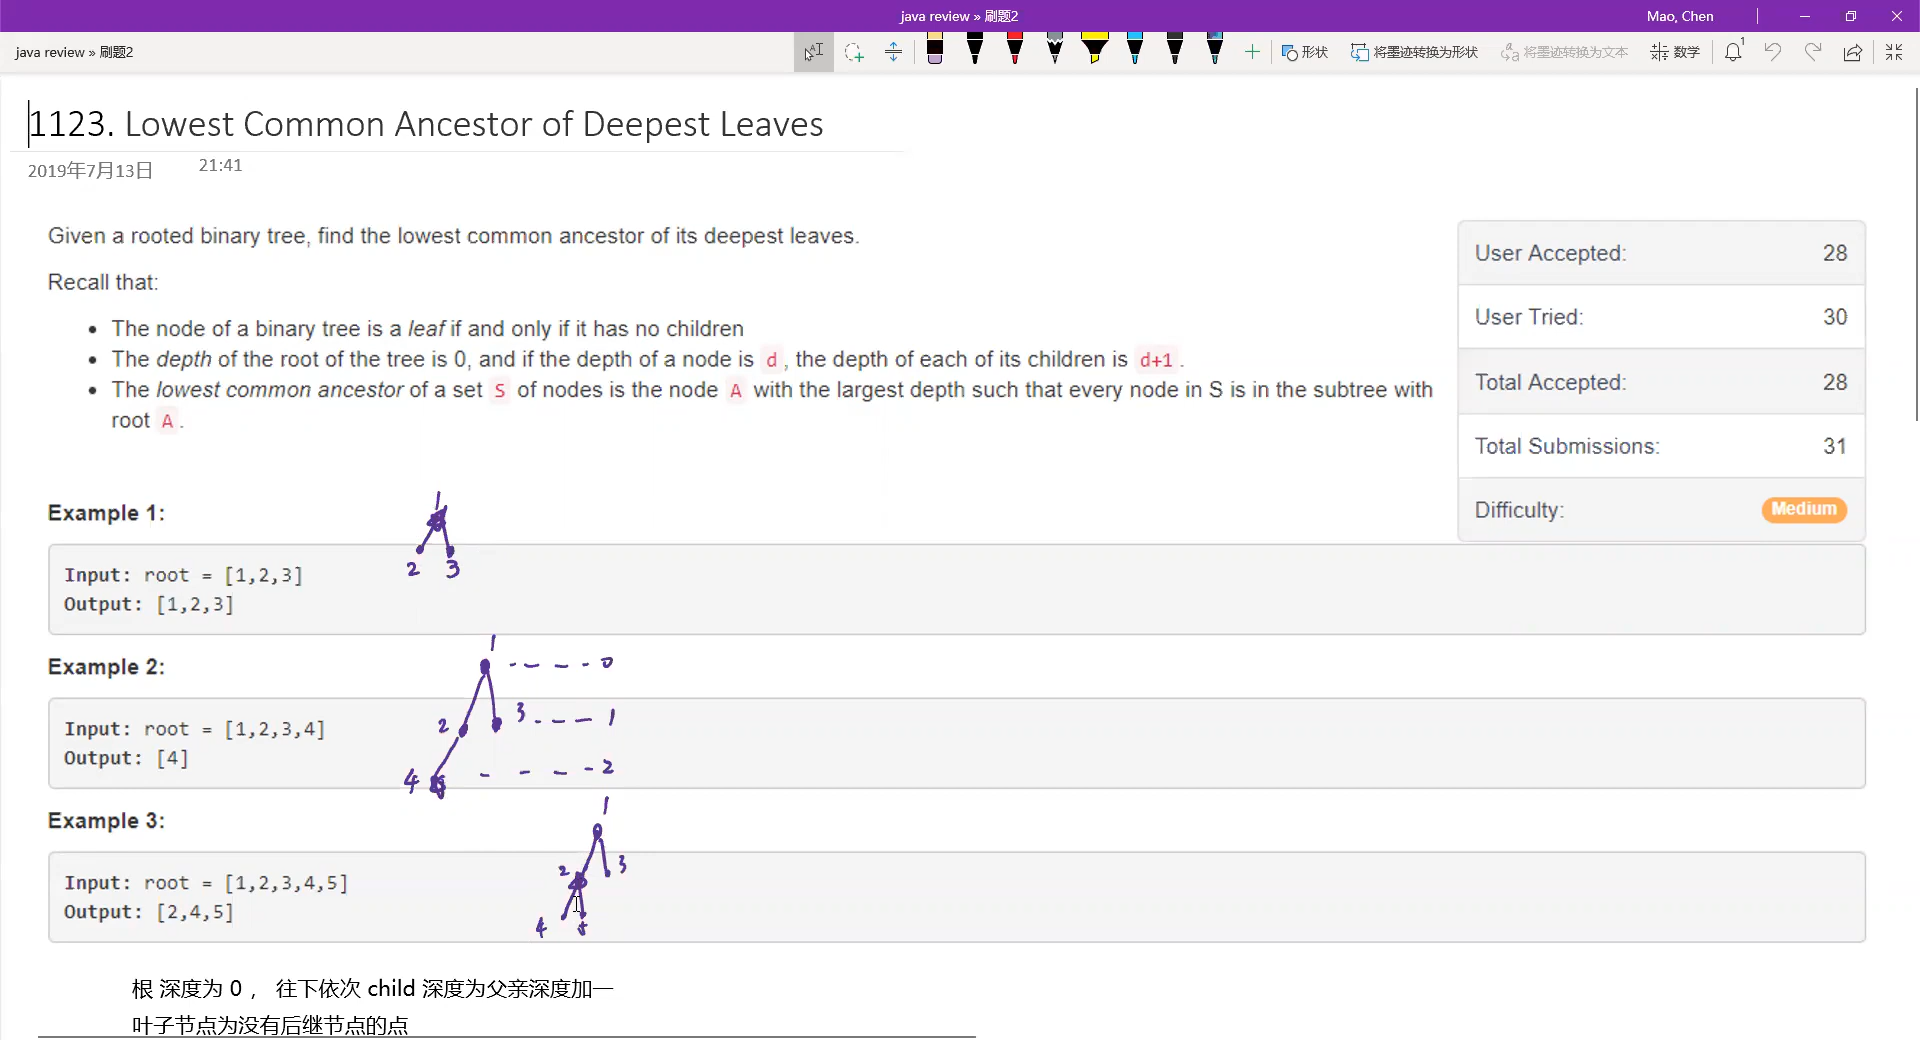 java review » 刷题2
Mao, Chen
java review » 刷题2
形状
将墨迹转换为形状
将墨迹转换为文本
数学
1
1123. Lowest Common Ancestor of Deepest Leaves
2019年7月13日 21:41
Given a rooted binary tree, find the lowest common ancestor of its deepest leaves.
Recall that:
• The node of a binary tree is a leaf if and only if it has no children
• The depth of the root of the tree is 0, and if the depth of a node is d , the depth of each of its children is d+1 .
• The lowest common ancestor of a set S of nodes is the node A with the largest depth such that every node in S is in the subtree with
root A .
User Accepted: 28
User Tried: 30
Total Accepted: 28
Total Submissions: 31
Difficulty: Medium
Example 1:
1
2 3
Input: root = [1,2,3]
Output: [1,2,3]
Example 2:
1
0
2 3 1
4 2
Input: root = [1,2,3,4]
Output: [4]
Example 3:
1
2 3
4 5
Input: root = [1,2,3,4,5]
Output: [2,4,5]
根 深度为 0 ， 往下依次 child 深度为父亲深度加一
叶子节点为没有后继节点的点